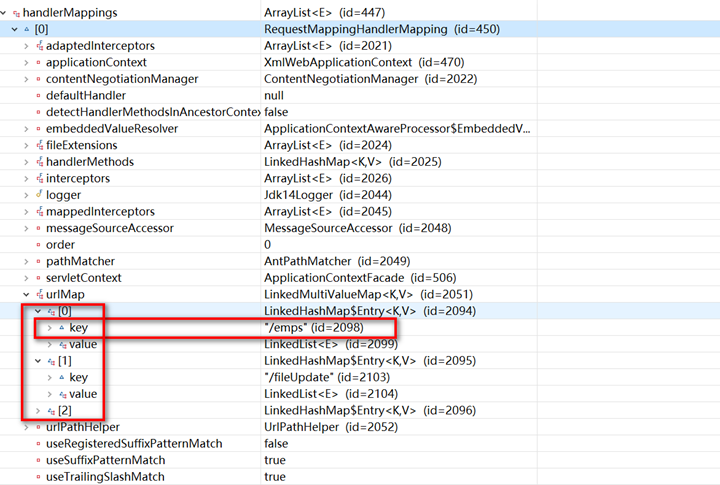 handlerMappings ArrayList<E> (id=447)
[0] RequestMappingHandlerMapping (id=450)
adaptedInterceptors ArrayList<E> (id=2021)
applicationContext XmlWebApplicationContext (id=470)
contentNegotiationManager ContentNegotiationManager (id=2022)
defaultHandler null
detectHandlerMethodsInAncestorContex false
embeddedValueResolver ApplicationContextAwareProcessor$EmbeddedV...
fileExtensions ArrayList<E> (id=2024)
handlerMethods LinkedHashMap<K,V> (id=2025)
interceptors ArrayList<E> (id=2026)
logger Jdk14Logger (id=2044)
mappedInterceptors ArrayList<E> (id=2045)
messageSourceAccessor MessageSourceAccessor (id=2048)
order 0
pathMatcher AntPathMatcher (id=2049)
servletContext ApplicationContextFacade (id=506)
urlMap LinkedMultiValueMap<K,V> (id=2051)
[0] LinkedHashMap$Entry<K,V> (id=2094)
key "/emps" (id=2098)
value LinkedList<E> (id=2099)
[1] LinkedHashMap$Entry<K,V> (id=2095)
key "/fileUpdate" (id=2103)
value LinkedList<E> (id=2104)
[2] LinkedHashMap$Entry<K,V> (id=2096)
urlPathHelper UrlPathHelper (id=2052)
useRegisteredSuffixPatternMatch false
useSuffixPatternMatch true
useTrailingSlashMatch true